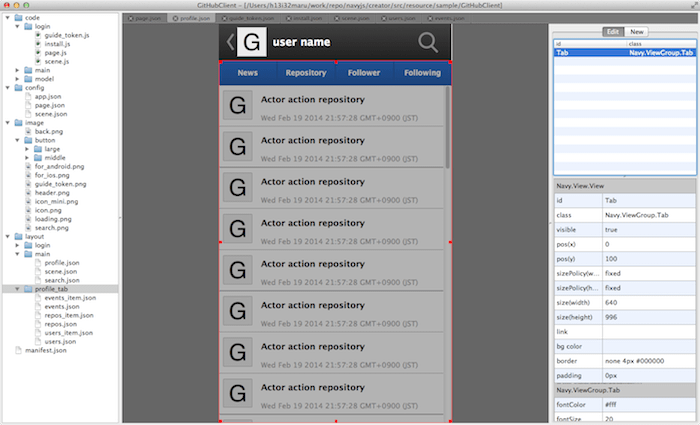 GitHubClient – [/Users/h13i32maru/work/repo/navyjs/creator/src/resource/sample/GitHubClient]
code
login
guide_token.js
install.js
page.js
scene.js
main
model
config
app.json
page.json
scene.json
image
back.png
button
large
middle
for_android.png
for_ios.png
guide_token.png
header.png
icon_mini.png
icon.png
loading.png
search.png
layout
login
main
profile.json
scene.json
search.json
profile_tab
events_item.json
events.json
repos_item.json
repos.json
users_item.json
users.json
manifest.json
page.json profile.json guide_token.json scene.json users.json events.json
G user name
News Repository Follower Following
G Actor action repository
Wed Feb 19 2014 21:57:28 GMT+0900 (JST)
G Actor action repository
Wed Feb 19 2014 21:57:28 GMT+0900 (JST)
G Actor action repository
Wed Feb 19 2014 21:57:28 GMT+0900 (JST)
G Actor action repository
Wed Feb 19 2014 21:57:28 GMT+0900 (JST)
G Actor action repository
Wed Feb 19 2014 21:57:28 GMT+0900 (JST)
G Actor action repository
Wed Feb 19 2014 21:57:28 GMT+0900 (JST)
G Actor action repository
Wed Feb 19 2014 21:57:28 GMT+0900 (JST)
G Actor action repository
Wed Feb 19 2014 21:57:28 GMT+0900 (JST)
Actor action repository
Edit New
id class
Tab Navy.ViewGroup.Tab
Navy.View.View
id Tab
class Navy.ViewGroup.Tab
visible true
pos(x) 0
pos(y) 100
sizePolicy(w... fixed
sizePolicy(h... fixed
size(width) 640
size(height) 996
link
bg color
border none 4px #000000
padding 0px
Navy.ViewGroup.Tab
fontColor #fff
fontSize 20